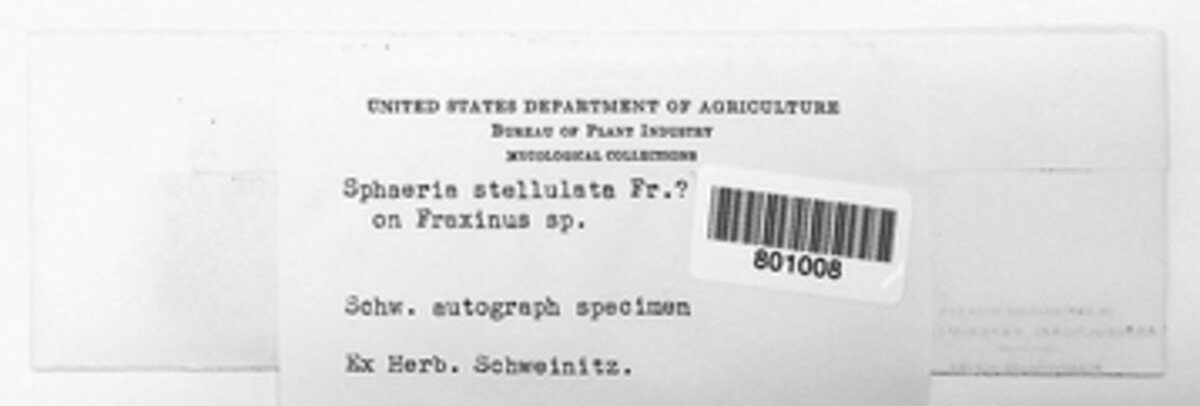 UNITED STATES DEPARTMENT OF AGRICULTURE
BUREAU OF PLANT INDUSTRY
MYCOLOGICAL COLLECTIONS
Sphaeria stellulata Fr.?
on Fraxinus sp.
801008
Schw. autograph specimen
Ex Herb. Schweinitz.